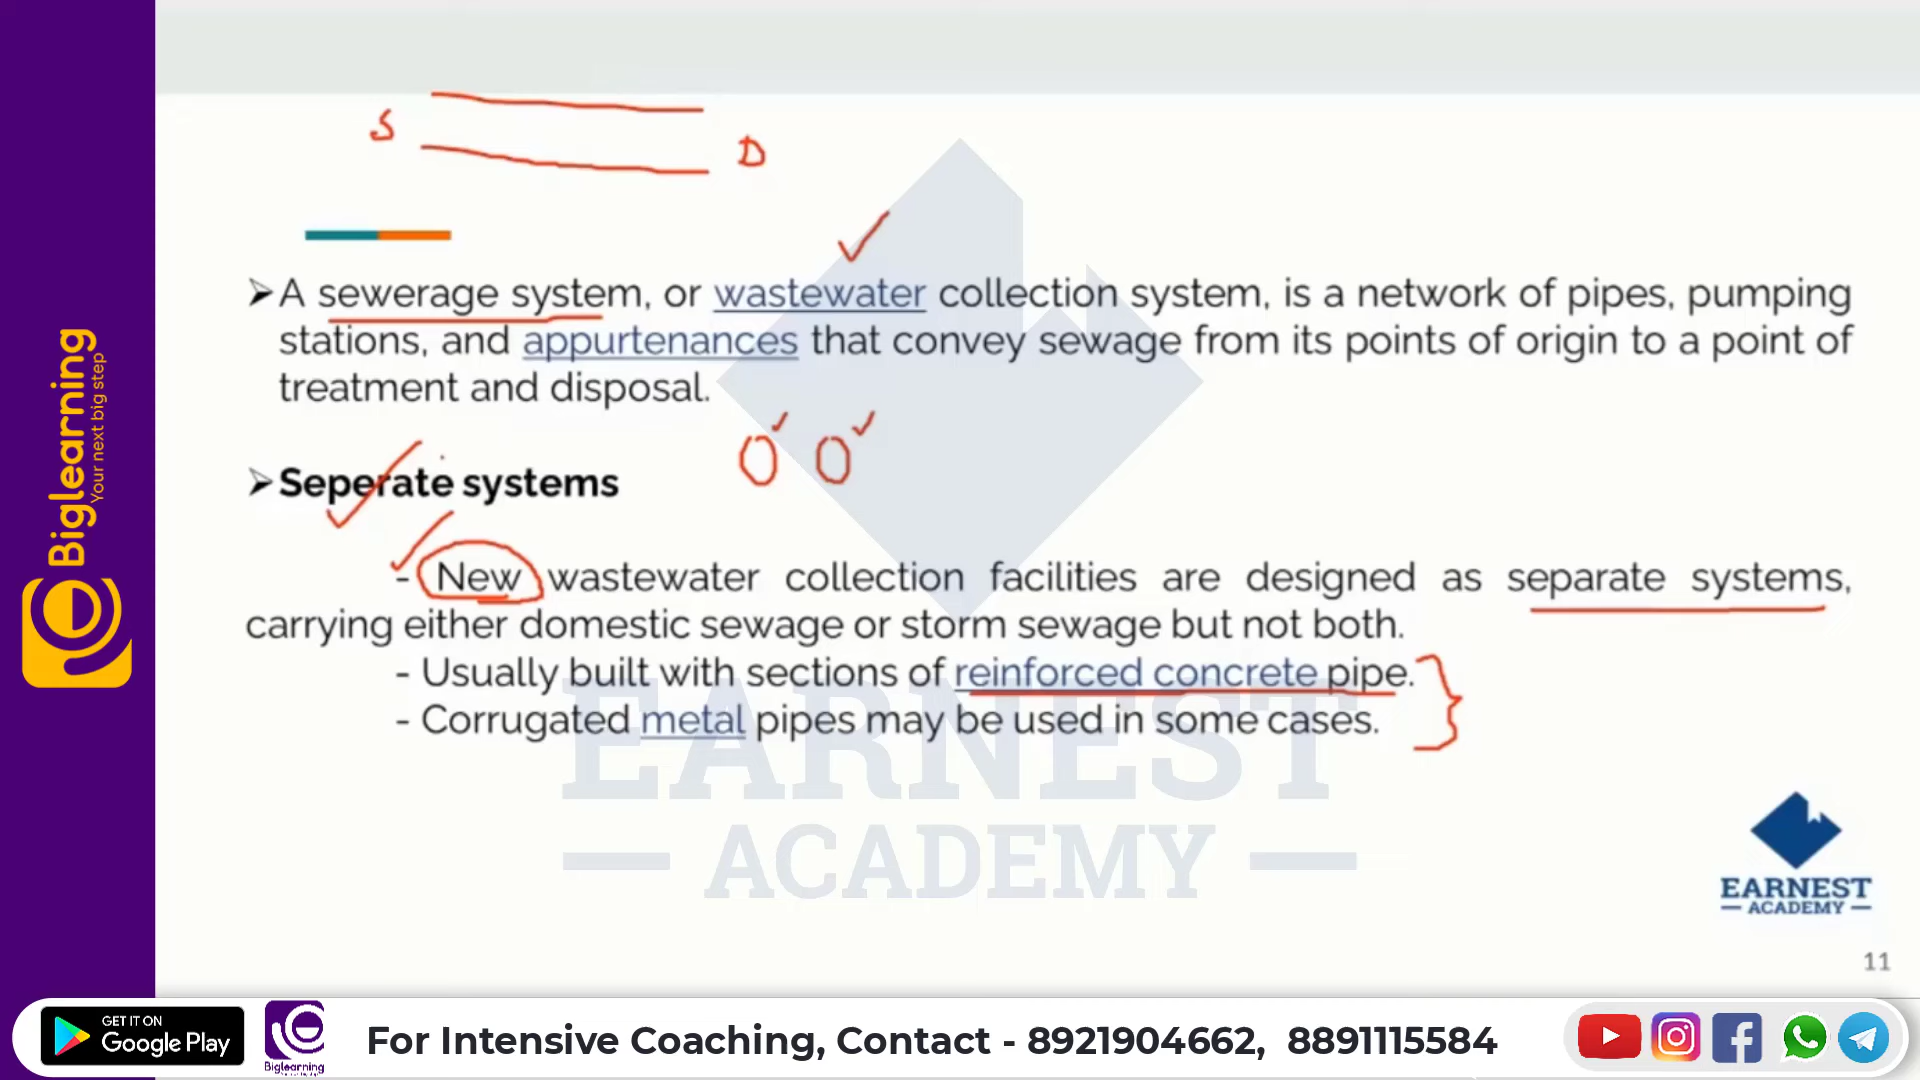 S
D
➢ A sewerage system, or wastewater collection system, is a network of pipes, pumping
stations, and appurtenances that convey sewage from its points of origin to a point of
treatment and disposal.
➢ Seperate systems
- New wastewater collection facilities are designed as separate systems,
carrying either domestic sewage or storm sewage but not both.
- Usually built with sections of reinforced concrete pipe.
- Corrugated metal pipes may be used in some cases.
EARNEST
ACADEMY
EARNEST
ACADEMY
11
Biglearning
Your next big step
GET IT ON
Google Play
Biglearning
For Intensive Coaching, Contact - 8921904662, 8891115584